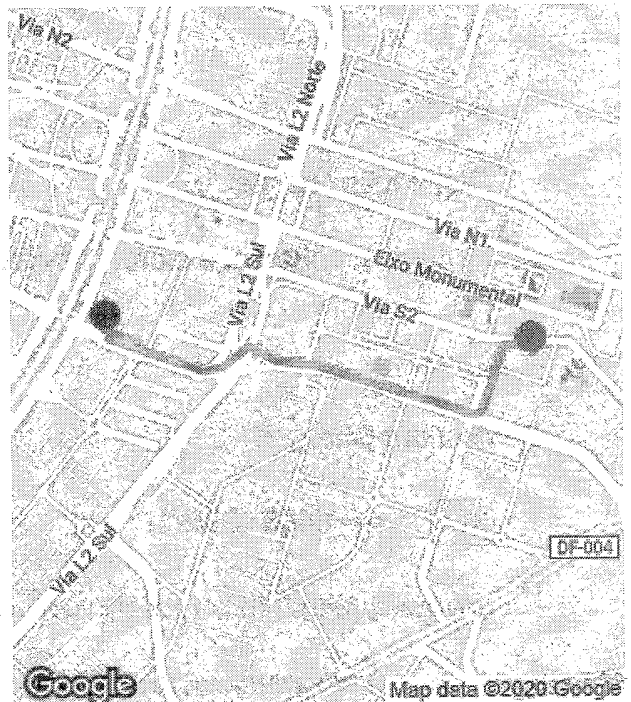 Via N2
Via L2 Norte
Via N1
Eixo Monumental
Via L2 Sul
Via S2
DF-004
Via L2 Sul
Google
Map data ©2020 Google